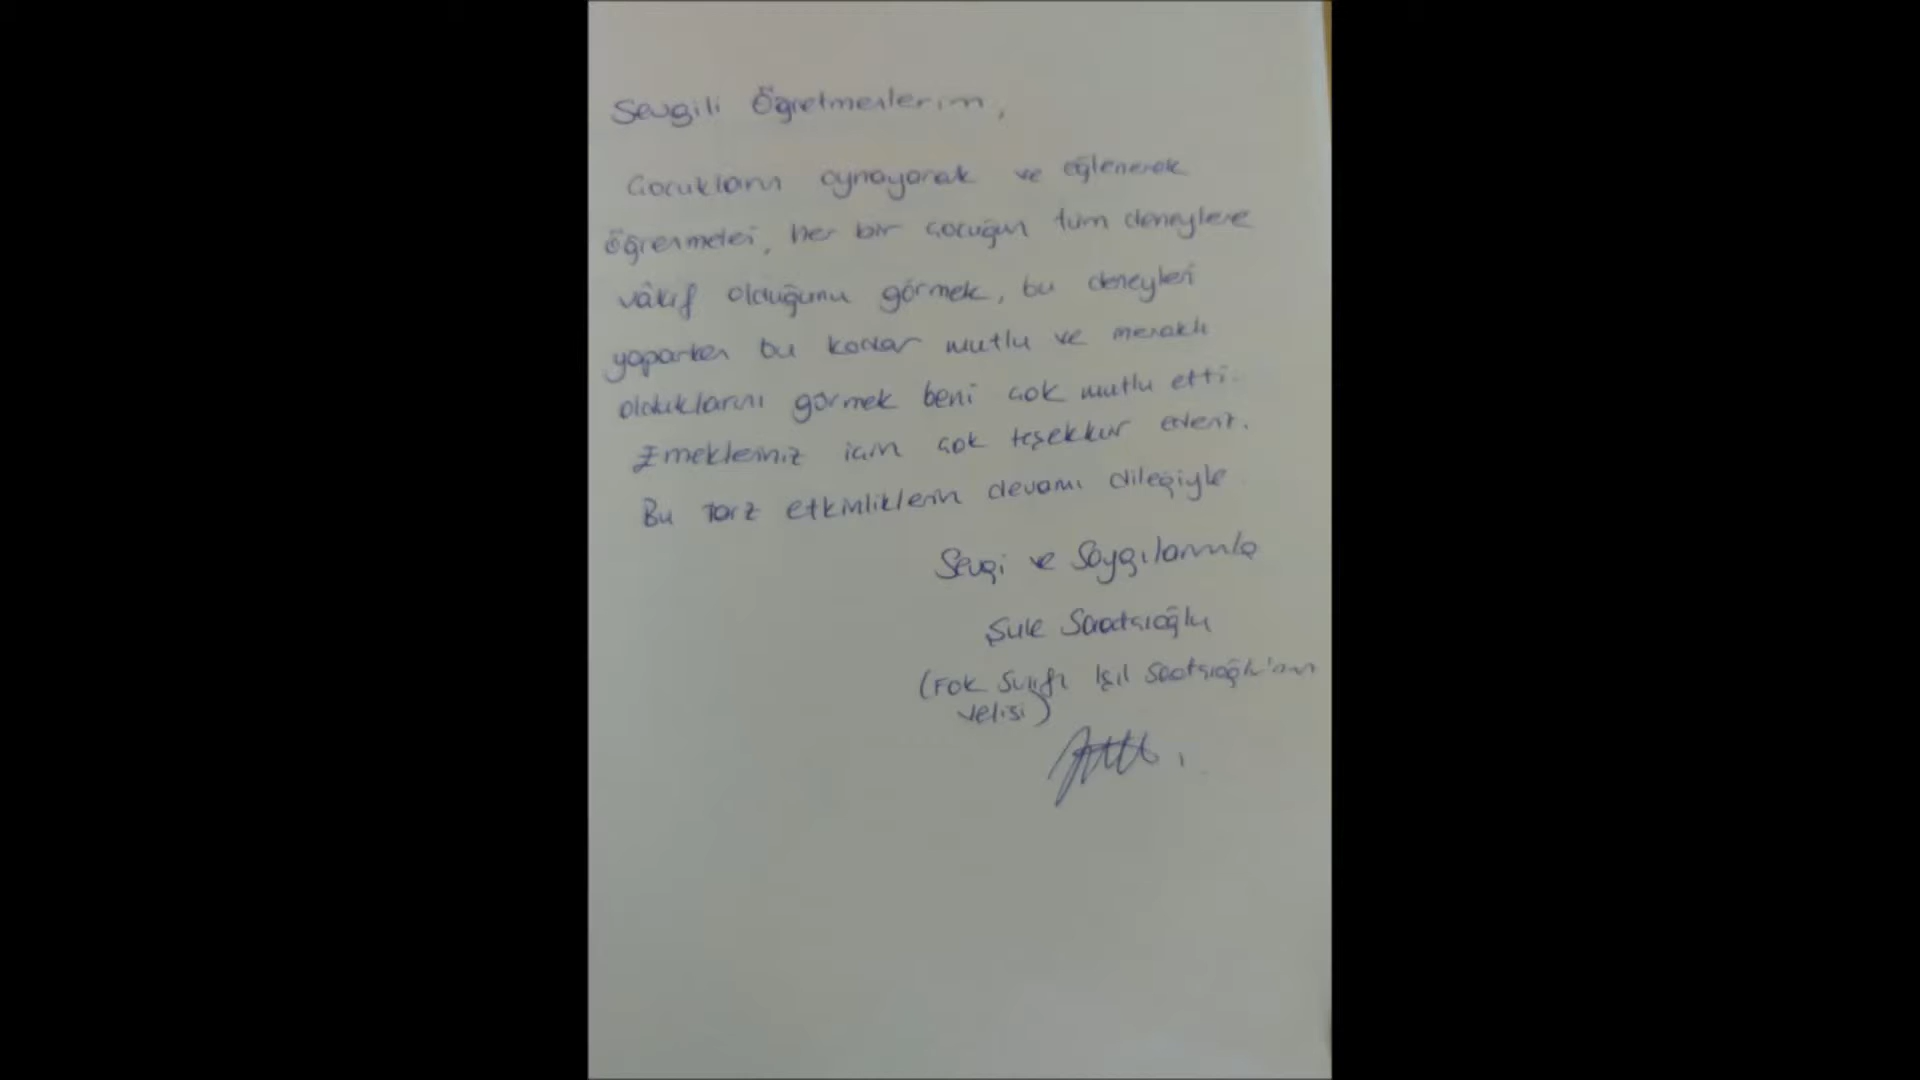 Sevgili Öğretmenlerim,
Çocukların oynayarak ve eğlenerek
öğrenmeleri, her bir çocuğun tüm deneylere
vâkıf olduğunu görmek, bu deneyleri
yaparken bu kadar mutlu ve meraklı
olduklarını görmek beni çok mutlu etti.
Emekleriniz için çok teşekkür ederiz.
Bu tarz etkinliklerin devamı dileğiyle
Sevgi ve Saygılarımla
Şule Saatçıoğlu
(Fok Sınıfı Işıl Saatçıoğlu'nun
velisi)